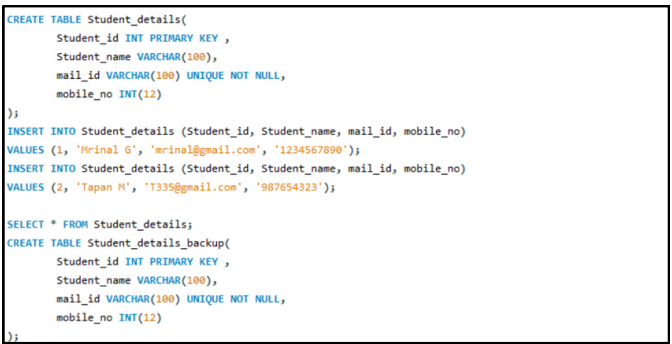 CREATE TABLE Student_details(
Student_id INT PRIMARY KEY ,
Student_name VARCHAR(100),
mail_id VARCHAR(100) UNIQUE NOT NULL,
mobile_no INT(12)
);
INSERT INTO Student_details (Student_id, Student_name, mail_id, mobile_no)
VALUES (1, 'Mrinal G', 'mrinal@gmail.com', '1234567890');
INSERT INTO Student_details (Student_id, Student_name, mail_id, mobile_no)
VALUES (2, 'Tapan M', 'T335@gmail.com', '987654323');
SELECT * FROM Student_details;
CREATE TABLE Student_details_backup(
Student_id INT PRIMARY KEY ,
Student_name VARCHAR(100),
mail_id VARCHAR(100) UNIQUE NOT NULL,
mobile_no INT(12)
);